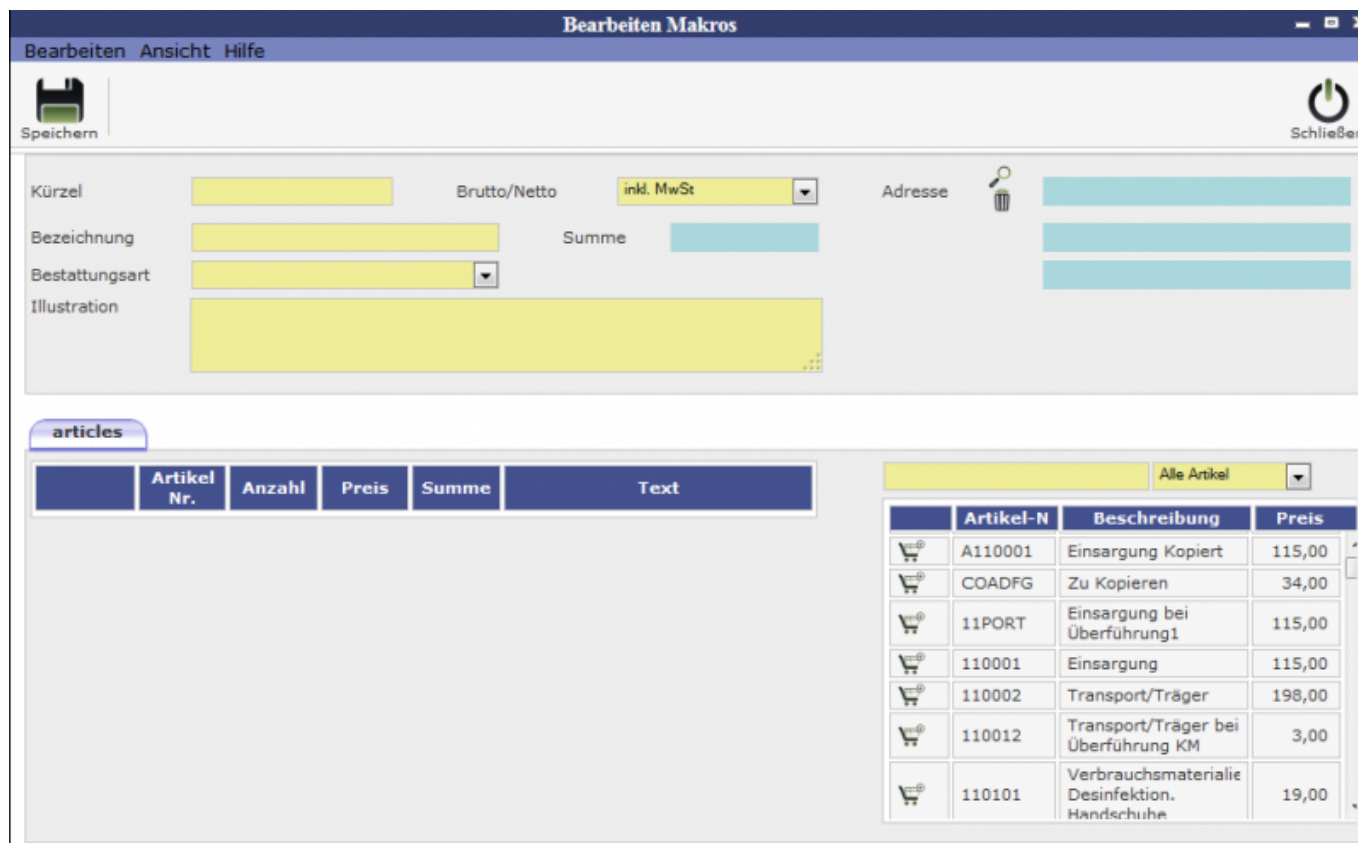 Bearbeiten Makros
Bearbeiten Ansicht Hilfe
Speichern
Schließen
Kürzel
Brutto/Netto
inkl. MwSt
Adresse
Bezeichnung
Summe
Bestattungsart
Illustration
articles
Artikel Nr.
Anzahl
Preis
Summe
Text
Alle Artikel
Artikel-N Beschreibung Preis
A110001 Einsargung Kopiert 115,00
COADFG Zu Kopieren 34,00
11PORT Einsargung bei
Überführung1 115,00
110001 Einsargung 115,00
110002 Transport/Träger 198,00
110012 Transport/Träger bei
Überführung KM 3,00
110101 Verbrauchsmaterialie
Desinfektion. 19,00
Handschuhe